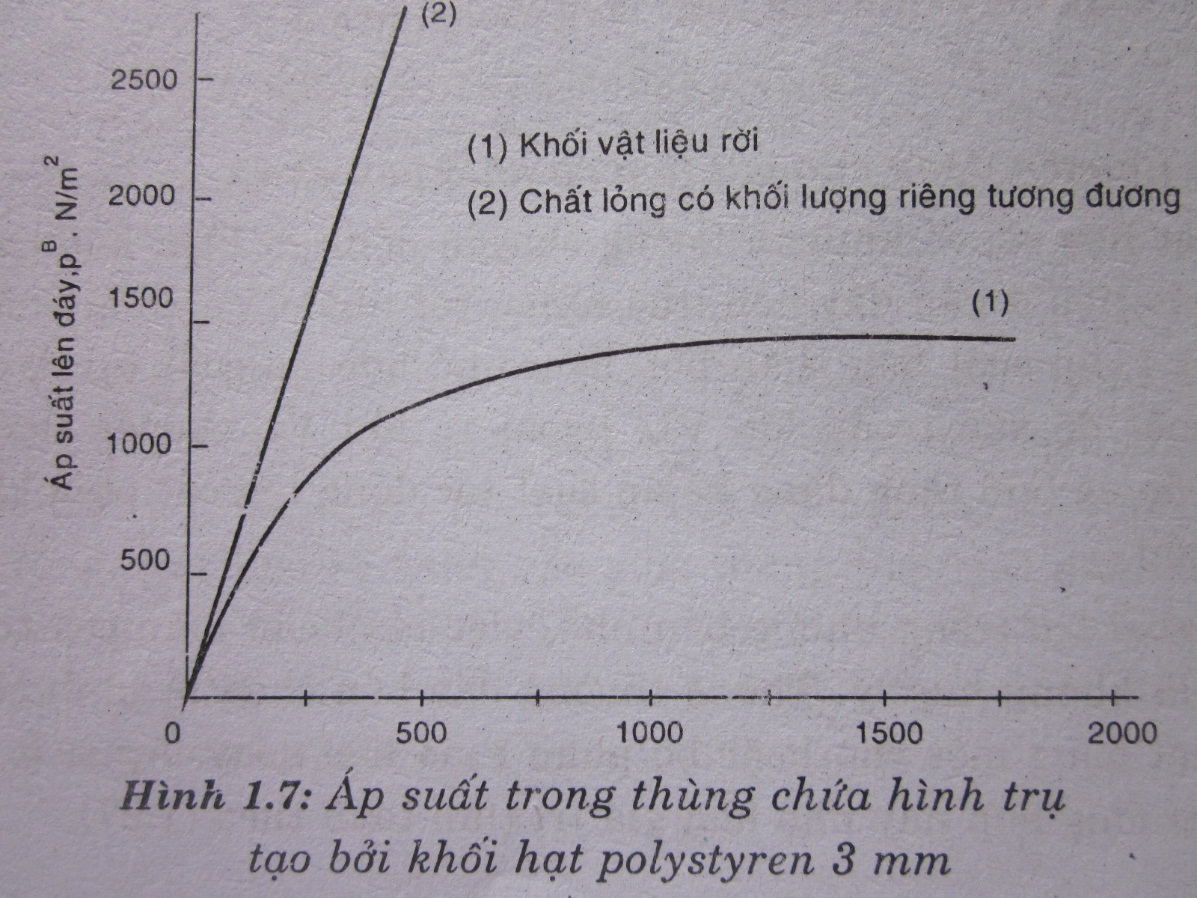 (2)
2500
2000
1500
1000
500
Áp suất lên đáy, pᴮ, N/m²
(1) Khối vật liệu rời
(2) Chất lỏng có khối lượng riêng tương đương
(1)
0 500 1000 1500 2000
Hình 1.7: Áp suất trong thùng chứa hình trụ
tạo bởi khối hạt polystyren 3 mm